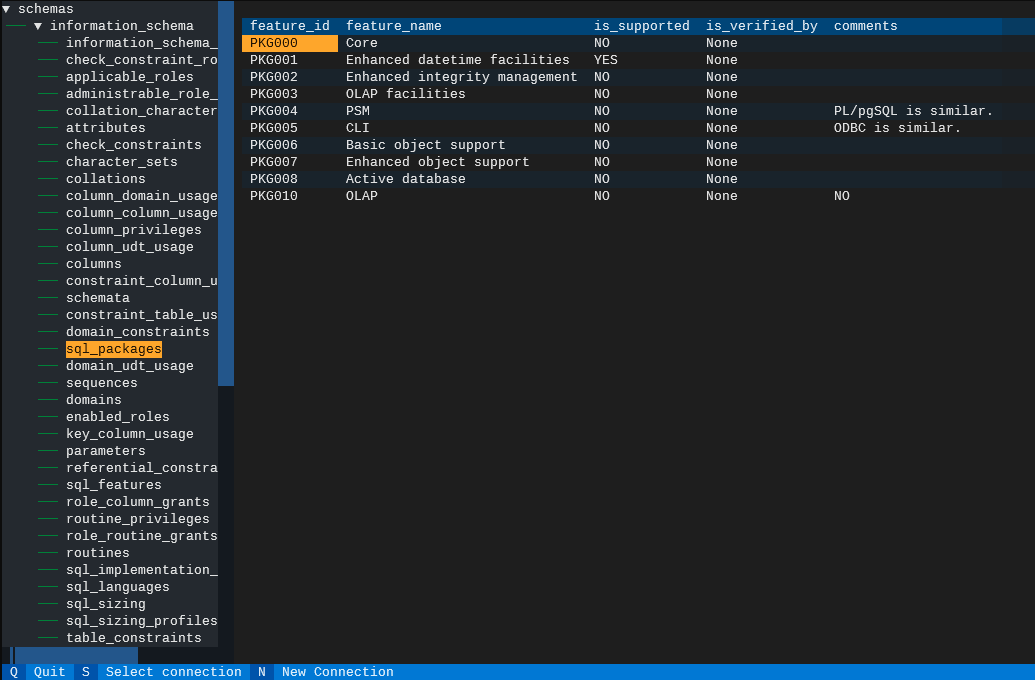 ▼ schemas
▼ information_schema
information_schema_
check_constraint_ro
applicable_roles
administrable_role_
collation_character
attributes
check_constraints
character_sets
collations
column_domain_usage
column_column_usage
column_privileges
column_udt_usage
columns
constraint_column_u
schemata
constraint_table_us
domain_constraints
sql_packages
domain_udt_usage
sequences
domains
enabled_roles
key_column_usage
parameters
referential_constra
sql_features
role_column_grants
routine_privileges
role_routine_grants
routines
sql_implementation_
sql_languages
sql_sizing
sql_sizing_profiles
table_constraints
feature_id feature_name is_supported is_verified_by comments
PKG000 Core NO None
PKG001 Enhanced datetime facilities YES None
PKG002 Enhanced integrity management NO None
PKG003 OLAP facilities NO None
PKG004 PSM NO None PL/pgSQL is similar.
PKG005 CLI NO None ODBC is similar.
PKG006 Basic object support NO None
PKG007 Enhanced object support NO None
PKG008 Active database NO None
PKG010 OLAP NO None NO
Q Quit S Select connection N New Connection